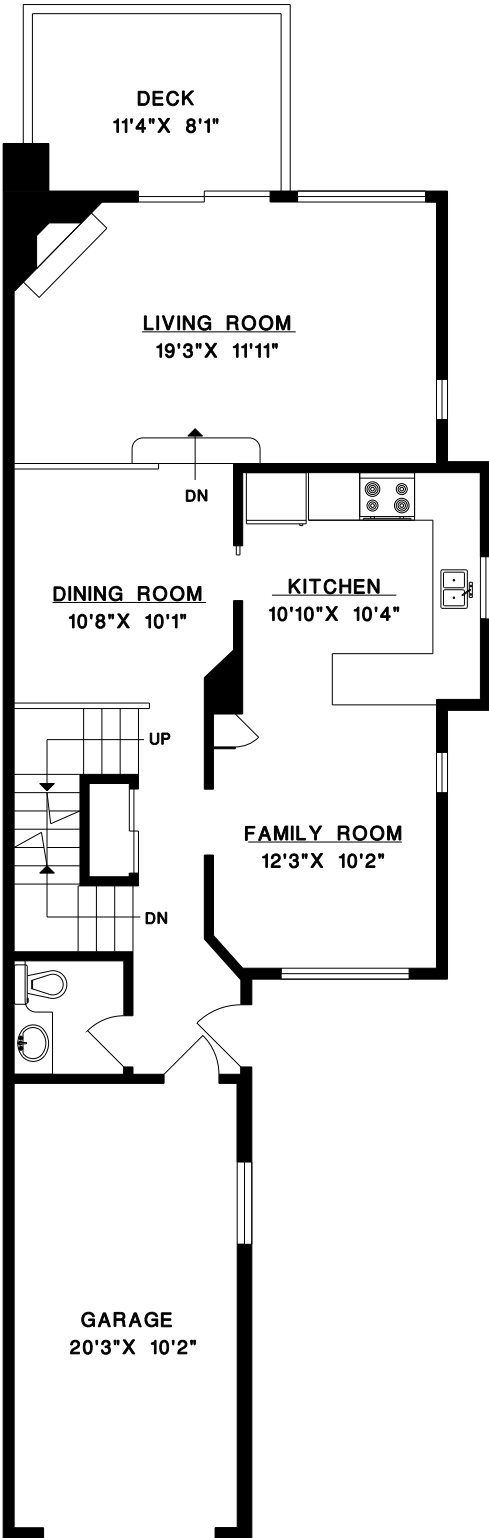 DECK
11'4"X 8'1"
LIVING ROOM
19'3"X 11'11"
DN
DINING ROOM
10'8"X 10'1"
KITCHEN
10'10"X 10'4"
UP
FAMILY ROOM
12'3"X 10'2"
DN
GARAGE
20'3"X 10'2"